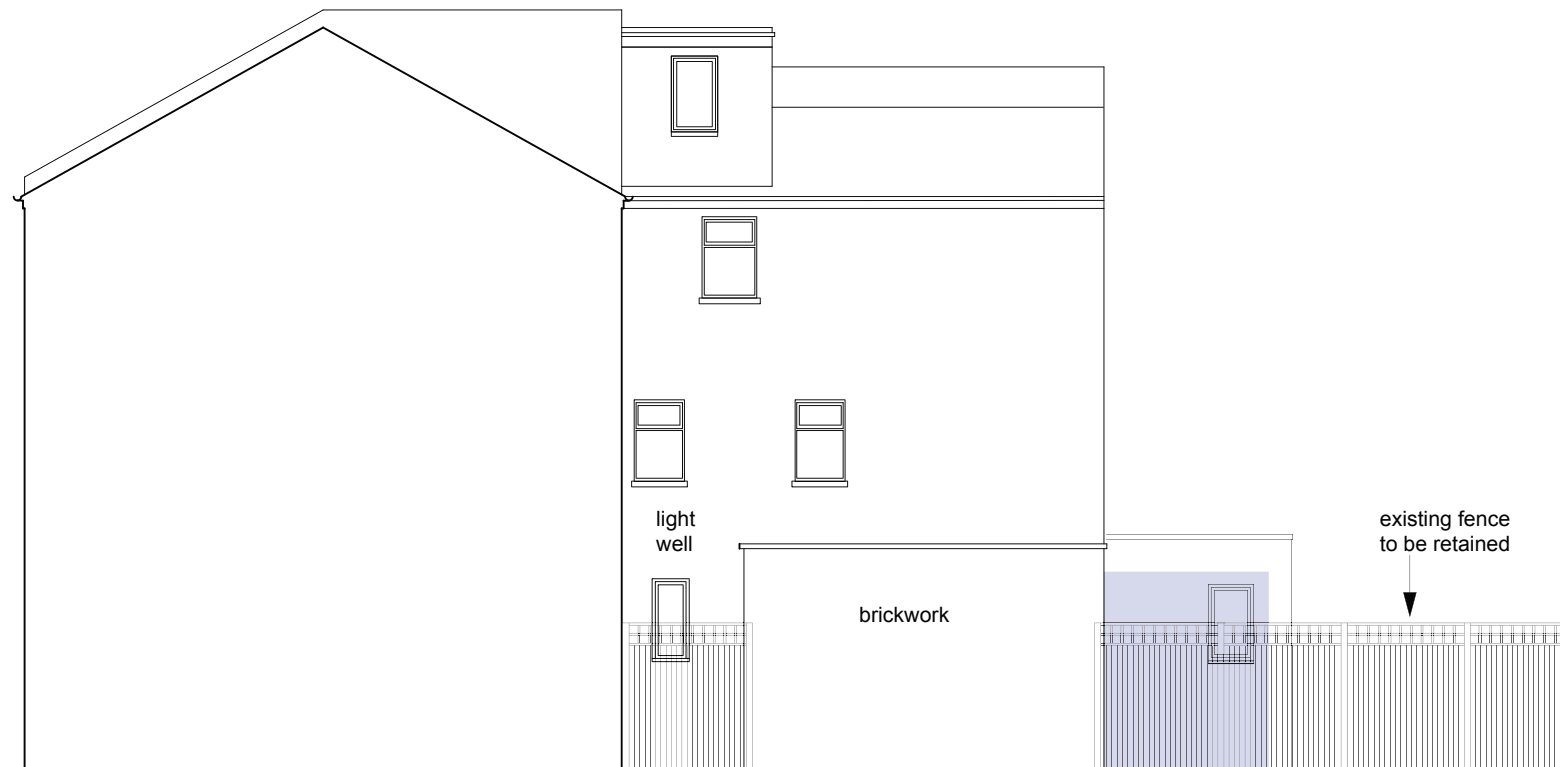 light
well
existing fence
to be retained
brickwork